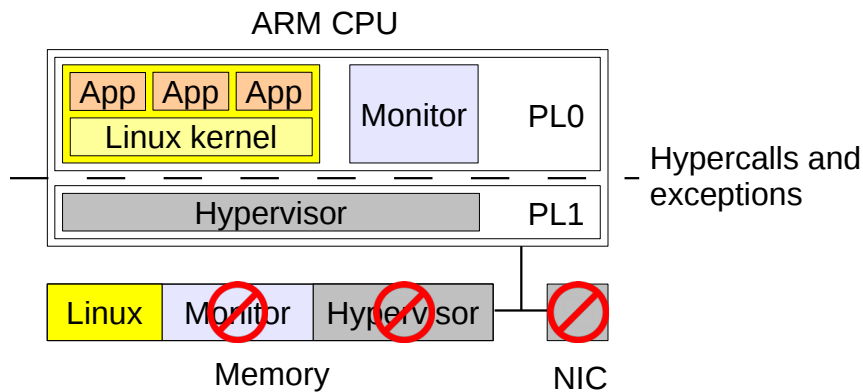 ARM CPU
App App App
Linux kernel
Monitor
PL0
Hypercalls and
exceptions
Hypervisor
PL1
Linux Monitor Hypervisor
Memory
NIC